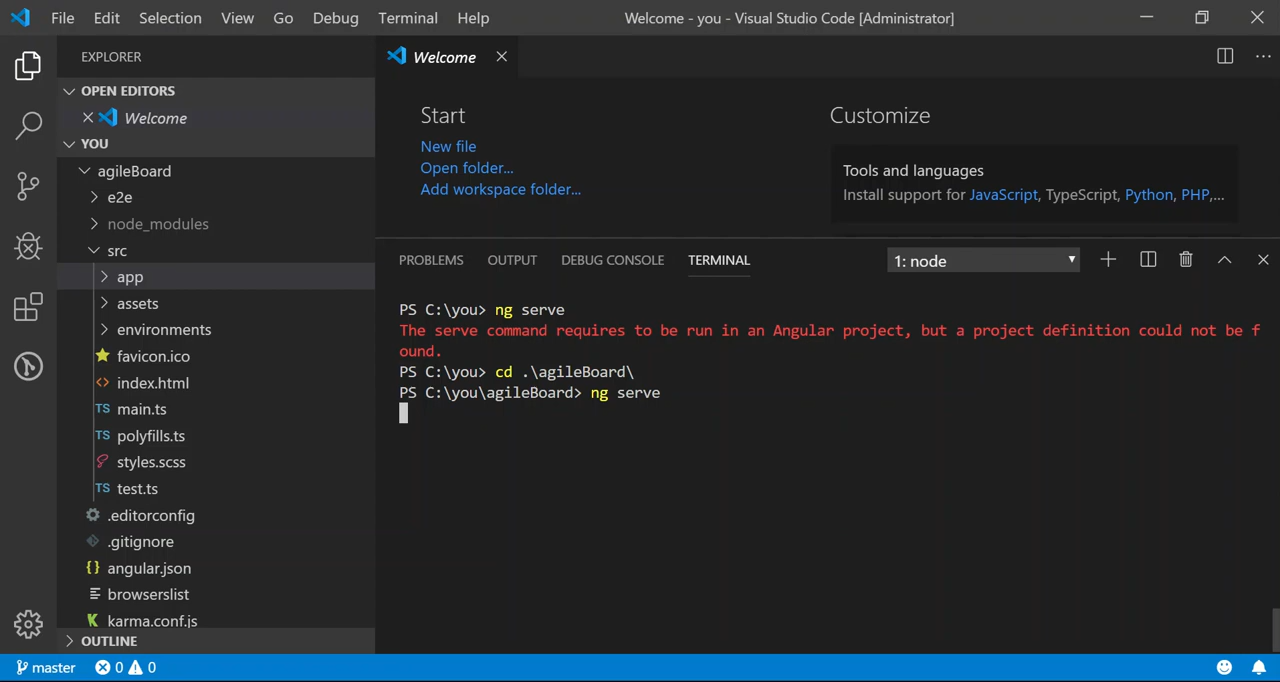 File Edit Selection View Go Debug Terminal Help
Welcome - you - Visual Studio Code [Administrator]
EXPLORER
OPEN EDITORS
Welcome
YOU
agileBoard
e2e
node_modules
src
app
assets
environments
favicon.ico
index.html
TS main.ts
TS polyfills.ts
styles.scss
TS test.ts
.editorconfig
.gitignore
{} angular.json
browserslist
karma.conf.js
OUTLINE
Welcome
Start
New file
Open folder...
Add workspace folder...
Customize
Tools and languages
Install support for JavaScript, TypeScript, Python, PHP,...
PROBLEMS OUTPUT DEBUG CONSOLE TERMINAL
1: node
PS C:\you> ng serve
The serve command requires to be run in an Angular project, but a project definition could not be f
ound.
PS C:\you> cd .\agileBoard\
PS C:\you\agileBoard> ng serve
master 0 0